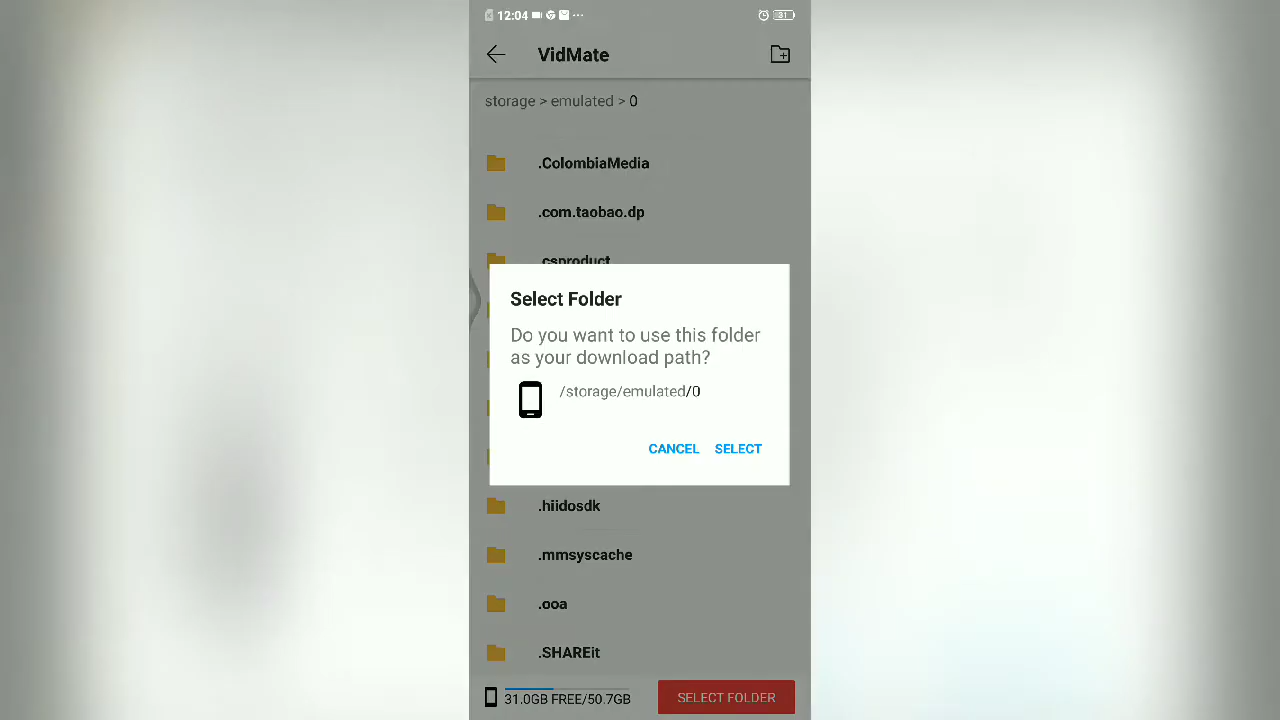 12:04 ...
31
VidMate
storage > emulated > 0
.ColombiaMedia
.com.taobao.dp
.csproduct
Select Folder
Do you want to use this folder
as your download path?
/storage/emulated/0
CANCEL SELECT
.hiidosdk
.mmsyscache
.ooa
.SHAREit
31.0GB FREE/50.7GB
SELECT FOLDER